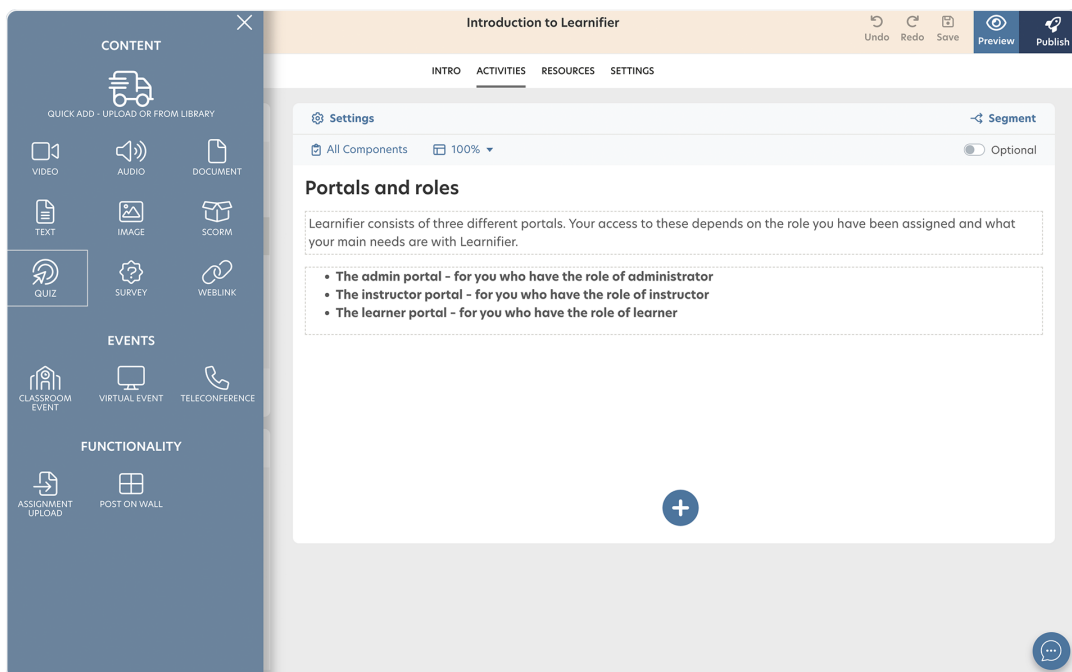 CONTENT
QUICK ADD - UPLOAD OR FROM LIBRARY
VIDEO
AUDIO
DOCUMENT
TEXT
IMAGE
SCORM
QUIZ
SURVEY
WEBLINK
EVENTS
CLASSROOM
EVENT
VIRTUAL EVENT
TELECONFERENCE
FUNCTIONALITY
ASSIGNMENT
UPLOAD
POST ON WALL
Introduction to Learnifier
Undo
Redo
Save
Preview
Publish
INTRO
ACTIVITIES
RESOURCES
SETTINGS
Settings
Segment
All Components
100%
Optional
Portals and roles
Learnifier consists of three different portals. Your access to these depends on the role you have been assigned and what
your main needs are with Learnifier.
• The admin portal – for you who have the role of administrator
• The instructor portal – for you who have the role of instructor
• The learner portal – for you who have the role of learner